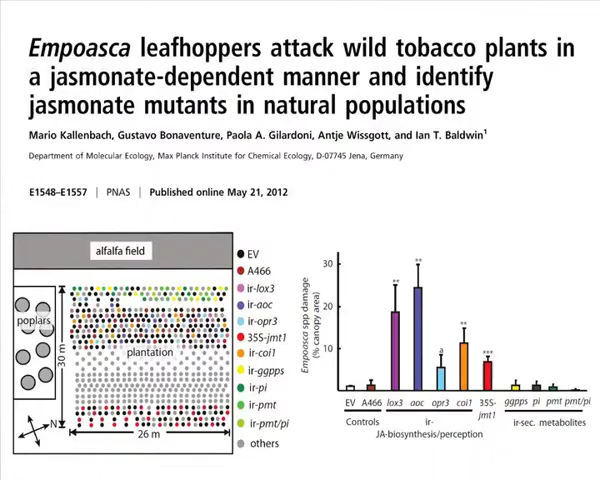 Empoasca leafhoppers attack wild tobacco plants in
a jasmonate-dependent manner and identify
jasmonate mutants in natural populations
Mario Kallenbach, Gustavo Bonaventure, Paola A. Gilardoni, Antje Wissgott, and Ian T. Baldwin¹
Department of Molecular Ecology, Max Planck Institute for Chemical Ecology, D-07745 Jena, Germany
E1548–E1557 | PNAS | Published online May 21, 2012
alfalfa field
poplars
30 m
plantation
N
26 m
EV
A466
ir-lox3
ir-aoc
ir-opr3
35S-jmt1
ir-coi1
ir-ggpps
ir-pi
ir-pmt
ir-pmt/pi
others
Empoasca spp damage
(% canopy area)
30
20
10
**
**
a
**
***
EV A466 lox3 aoc opr3 coi1 35S- ggpps pi pmt pmt/pi
jmt1
Controls ir- ir-sec. metabolites
JA-biosynthesis/perception